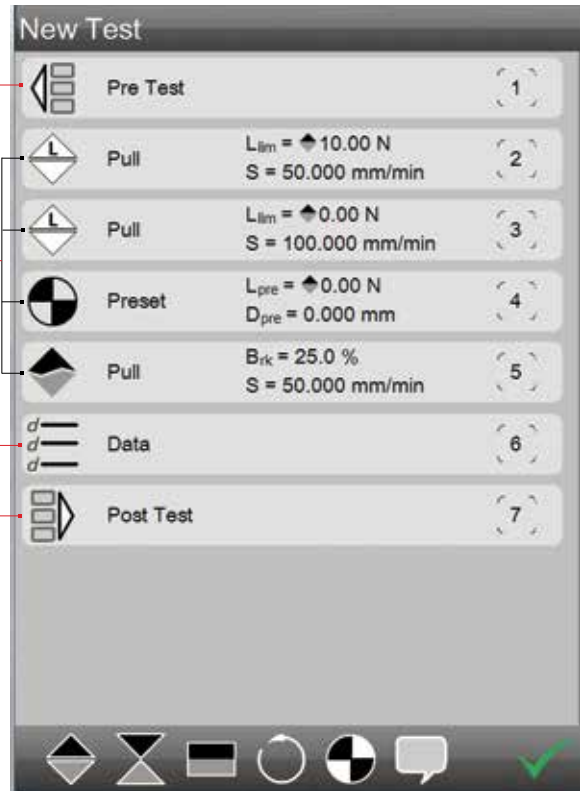 New Test
Pre Test 1
L Pull Llim = 10.00 N 2
S = 50.000 mm/min
L Pull Llim = 0.00 N 3
S = 100.000 mm/min
Preset Lpre = 0.00 N 4
Dpre = 0.000 mm
Pull Brk = 25.0 % 5
S = 50.000 mm/min
d
d Data 6
d
Post Test 7